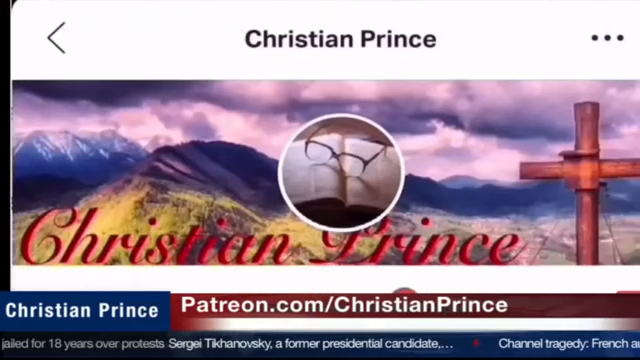 Christian Prince
Christian Prince
Christian Prince
Patreon.com/ChristianPrince
jailed for 18 years over protests Sergei Tikhanovsky, a former presidential candidate,... Channel tragedy: French au